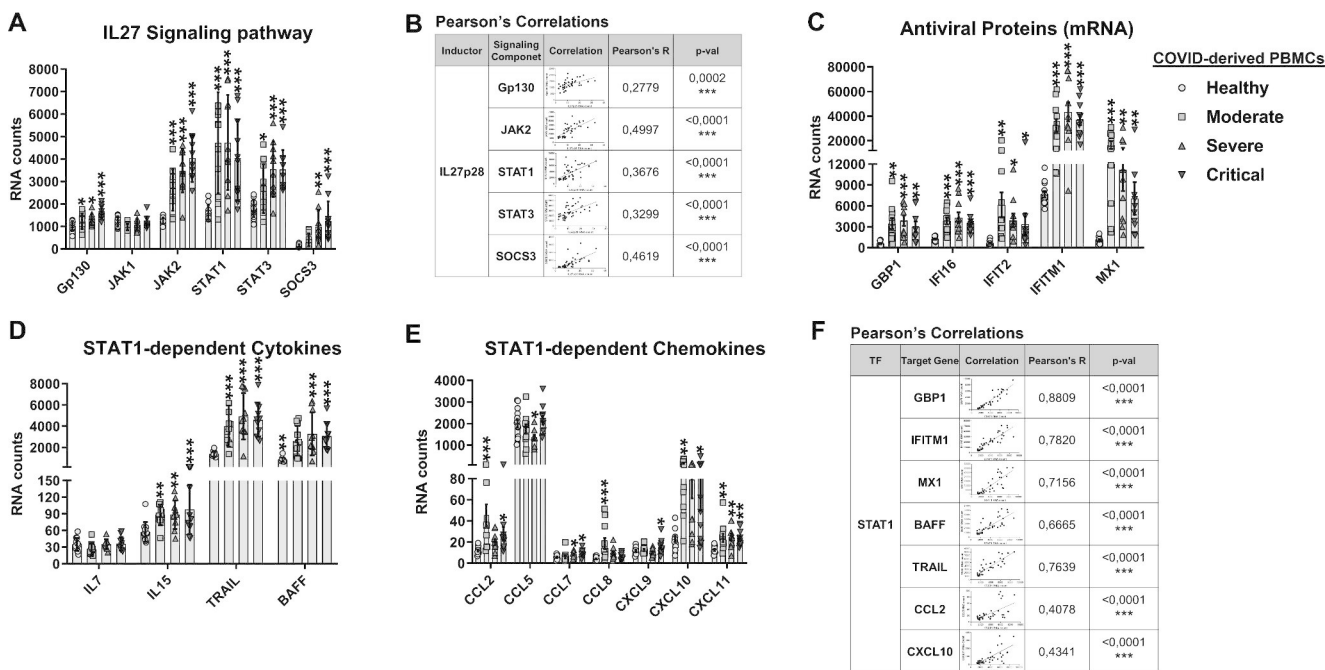 A
IL27 Signaling pathway
RNA counts
8000
7000
6000
5000
4000
3000
2000
1000
0
Gp130
JAK1
JAK2
STAT1
STAT3
SOCS3
B
Pearson's Correlations
Inductor Signaling Componet Correlation Pearson's R p-val
IL27p28
Gp130 0,2779 0,0002 ***
JAK2 0,4997 <0,0001 ***
STAT1 0,3676 <0,0001 ***
STAT3 0,3299 <0,0001 ***
SOCS3 0,4619 <0,0001 ***
C
Antiviral Proteins (mRNA)
RNA counts
80000
60000
40000
20000
12000
9000
6000
3000
0
GBP1
IFI16
IFIT2
IFITM1
MX1
COVID-derived PBMCs
Healthy
Moderate
Severe
Critical
D
STAT1-dependent Cytokines
RNA counts
8000
6000
4000
2000
150
120
90
60
30
0
IL7
IL15
TRAIL
BAFF
E
STAT1-dependent Chemokines
RNA counts
4000
3000
2000
1000
80
60
40
20
0
CCL2
CCL5
CCL7
CCL8
CXCL9
CXCL10
CXCL11
F
Pearson's Correlations
TF Target Gene Correlation Pearson's R p-val
STAT1
GBP1 0,8809 <0,0001 ***
IFITM1 0,7820 <0,0001 ***
MX1 0,7156 <0,0001 ***
BAFF 0,6665 <0,0001 ***
TRAIL 0,7639 <0,0001 ***
CCL2 0,4078 <0,0001 ***
CXCL10 0,4341 <0,0001 ***